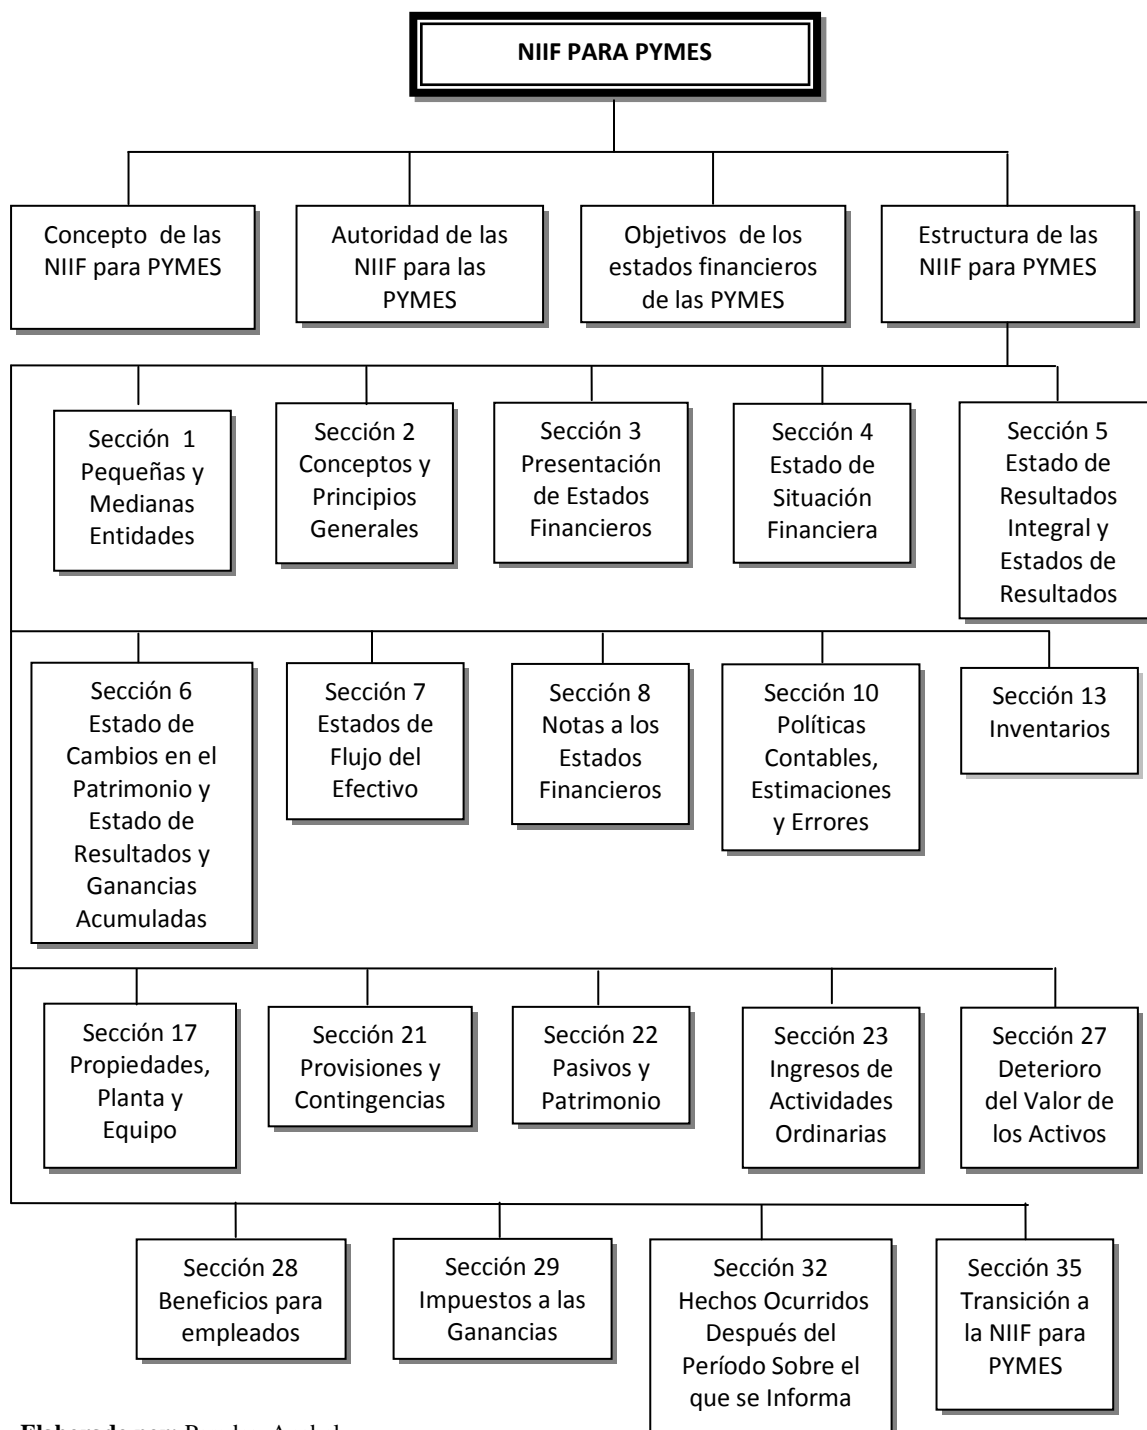 NIIF PARA PYMES
Concepto de las
NIIF para PYMES
Autoridad de las
NIIF para las
PYMES
Objetivos de los
estados financieros
de las PYMES
Estructura de las
NIIF para PYMES
Sección 1
Pequeñas y
Medianas
Entidades
Sección 2
Conceptos y
Principios
Generales
Sección 3
Presentación
de Estados
Financieros
Sección 4
Estado de
Situación
Financiera
Sección 5
Estado de
Resultados
Integral y
Estados de
Resultados
Sección 6
Estado de
Cambios en el
Patrimonio y
Estado de
Resultados y
Ganancias
Acumuladas
Sección 7
Estados de
Flujo del
Efectivo
Sección 8
Notas a los
Estados
Financieros
Sección 10
Políticas
Contables,
Estimaciones
y Errores
Sección 13
Inventarios
Sección 17
Propiedades,
Planta y
Equipo
Sección 21
Provisiones y
Contingencias
Sección 22
Pasivos y
Patrimonio
Sección 23
Ingresos de
Actividades
Ordinarias
Sección 27
Deterioro
del Valor de
los Activos
Sección 28
Beneficios para
empleados
Sección 29
Impuestos a las
Ganancias
Sección 32
Hechos Ocurridos
Después del
Período Sobre el
que se Informa
Sección 35
Transición a
la NIIF para
PYMES